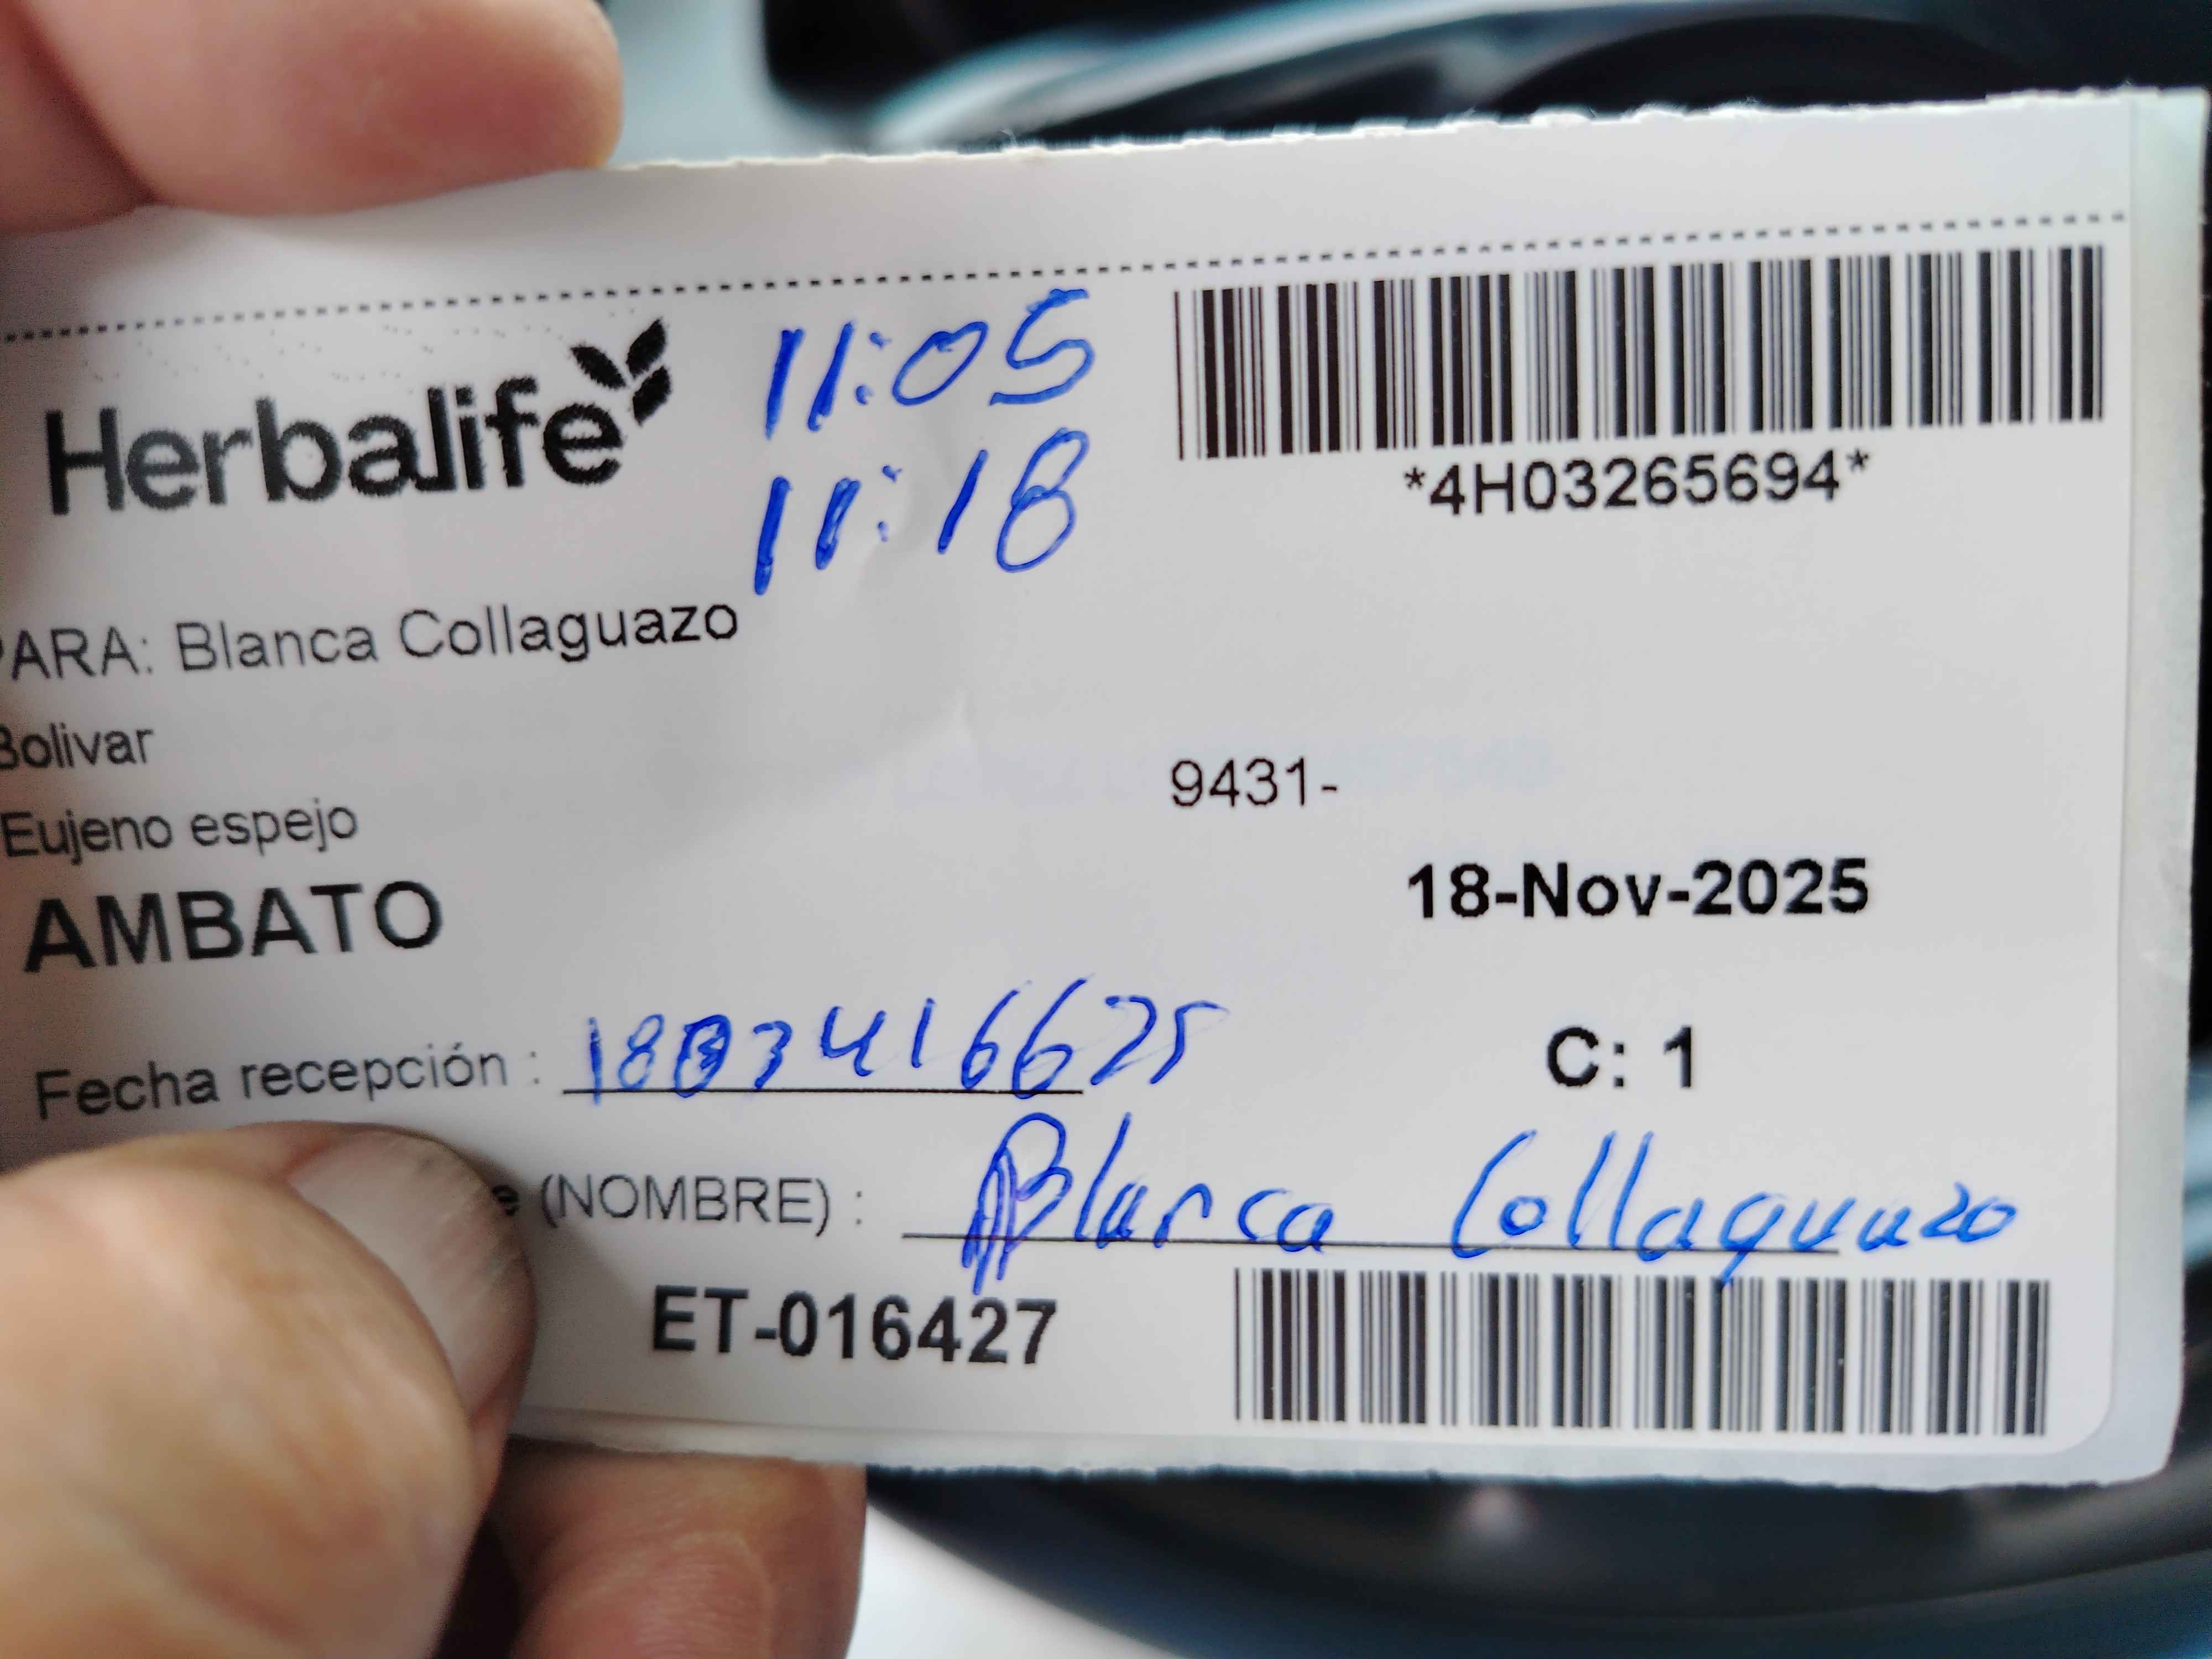 Herbalife
11:05
11:18
*4H03265694*
PARA: Blanca Collaguazo
Bolivar
9431-
Eujeno espejo
18-Nov-2025
AMBATO
Fecha recepción : 1803416625
C: 1
(NOMBRE) : Blanca Collaguazo
ET-016427